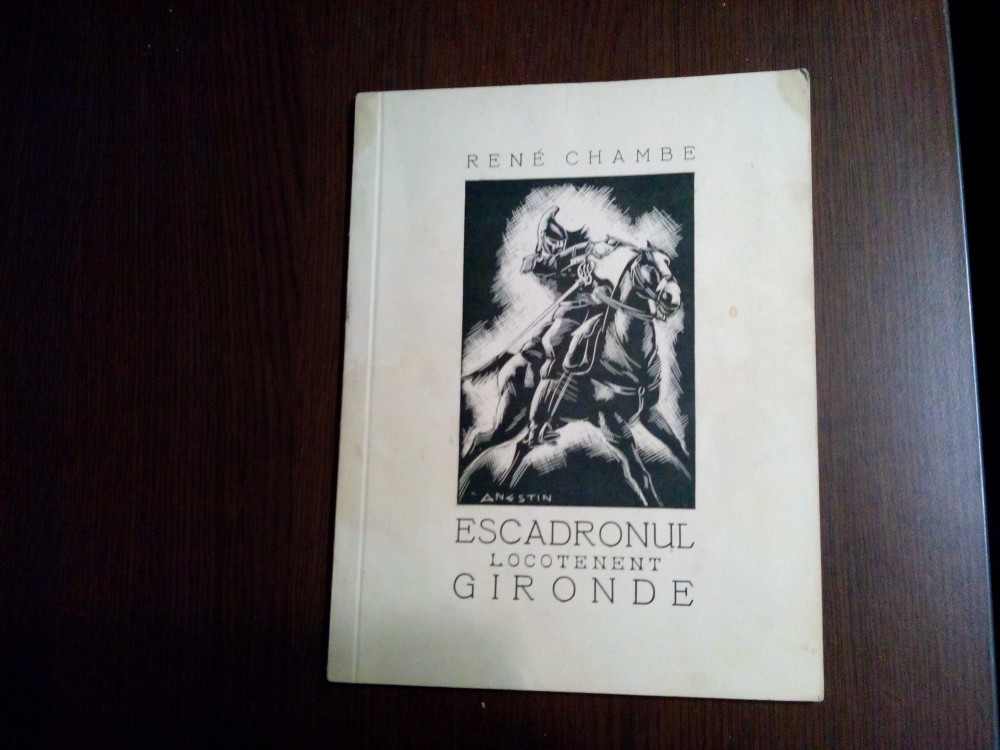 RENÉ CHAMBE
ANESTIN
ESCADRONUL
LOCOTENENT
GIRONDE